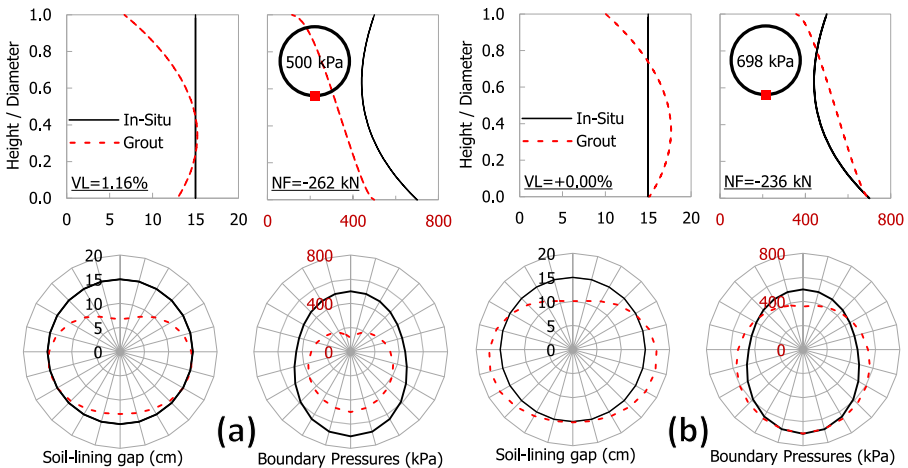 Height / Diameter
1.0
0.8
0.6
0.4
0.2
0.0
In-Situ
Grout
VL=1.16%
0 5 10 15 20
500 kPa
NF=-262 kN
0 400 800
Height / Diameter
1.0
0.8
0.6
0.4
0.2
0.0
In-Situ
Grout
VL=+0,00%
0 5 10 15 20
698 kPa
NF=-236 kN
0 400 800
20
15
10
5
0
Soil-lining gap (cm)
800
400
0
Boundary Pressures (kPa)
(a)
20
15
10
5
0
Soil-lining gap (cm)
800
400
0
Boundary Pressures (kPa)
(b)